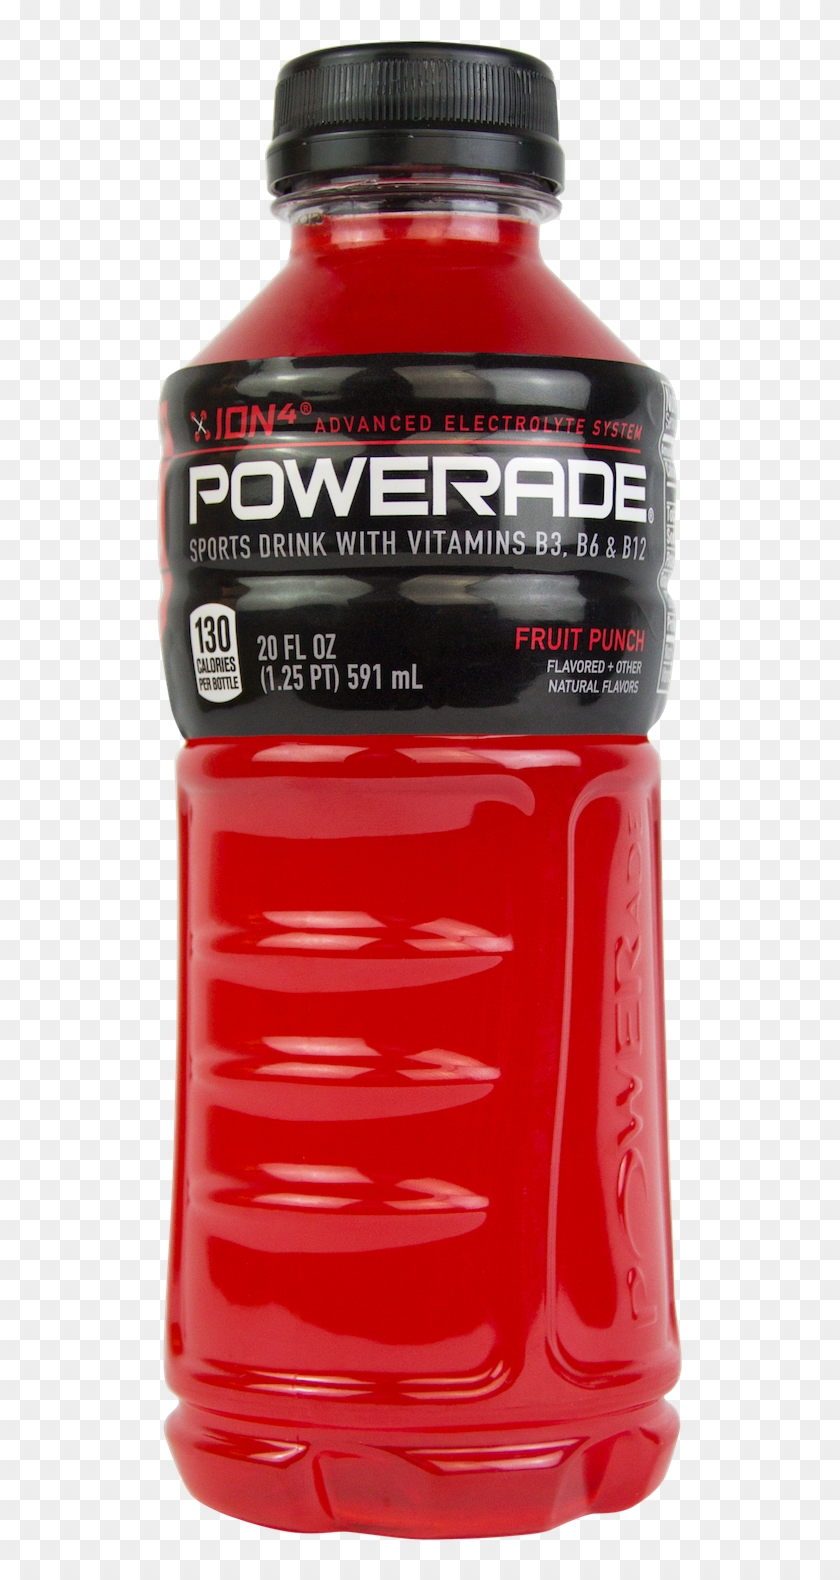 ION4® ADVANCED ELECTROLYTE SYSTEM
POWERADE®
SPORTS DRINK WITH VITAMINS B3, B6 & B12
130
CALORIES
PER BOTTLE
20 FL OZ
(1.25 PT) 591 mL
FRUIT PUNCH
FLAVORED + OTHER
NATURAL FLAVORS
POWERADE